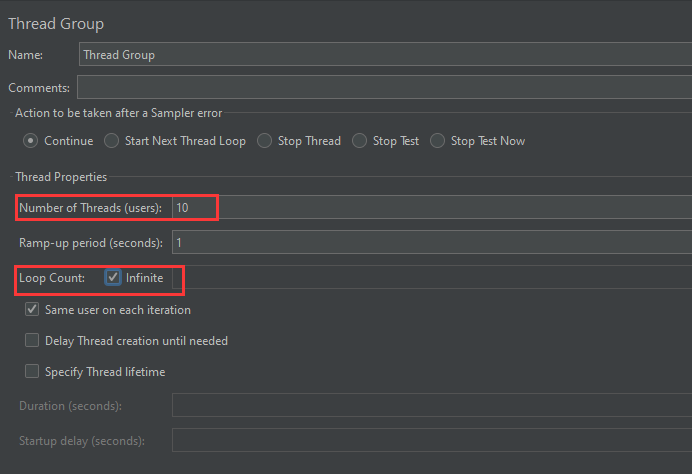 Thread Group
Name: Thread Group
Comments:
Action to be taken after a Sampler error
Continue Start Next Thread Loop Stop Thread Stop Test Stop Test Now
Thread Properties
Number of Threads (users): 10
Ramp-up period (seconds): 1
Loop Count: Infinite
Same user on each iteration
Delay Thread creation until needed
Specify Thread lifetime
Duration (seconds):
Startup delay (seconds):